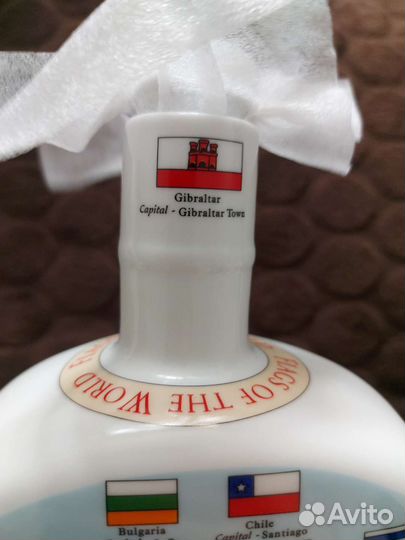 Gibraltar
Capital - Gibraltar Town
FLAGS OF THE WORLD
Bulgaria
Chile
Capital - Santiago
Avito